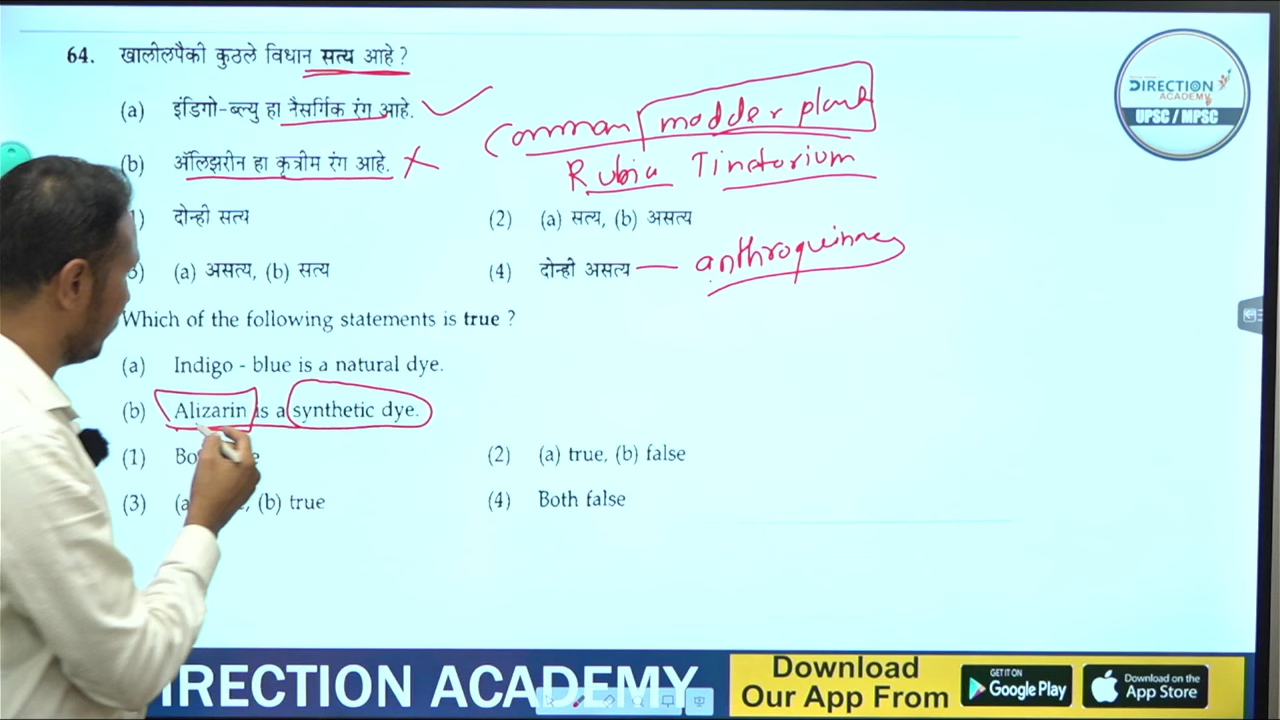 64. खालीलपैकी कुठले विधान सत्य आहे ?
(a) इंडिगो-ब्ल्यु हा नैसर्गिक रंग आहे.
(b) ॲलिझरीन हा कृत्रीम रंग आहे.
Common madder plant
Rubia Tinctorium
दोन्ही सत्य (2) (a) सत्य, (b) असत्य
(a) असत्य, (b) सत्य (4) दोन्ही असत्य
Which of the following statements is true ?
(a) Indigo - blue is a natural dye.
(b) Alizarin is a synthetic dye.
(1) (2) (a) true, (b) false
(3) (b) true (4) Both false
DIRECTION
ACADEMY
UPSC / MPSC
IRECTION ACADEMY
Download
Our App From
GET IT ON
Google Play
Download on the
App Store